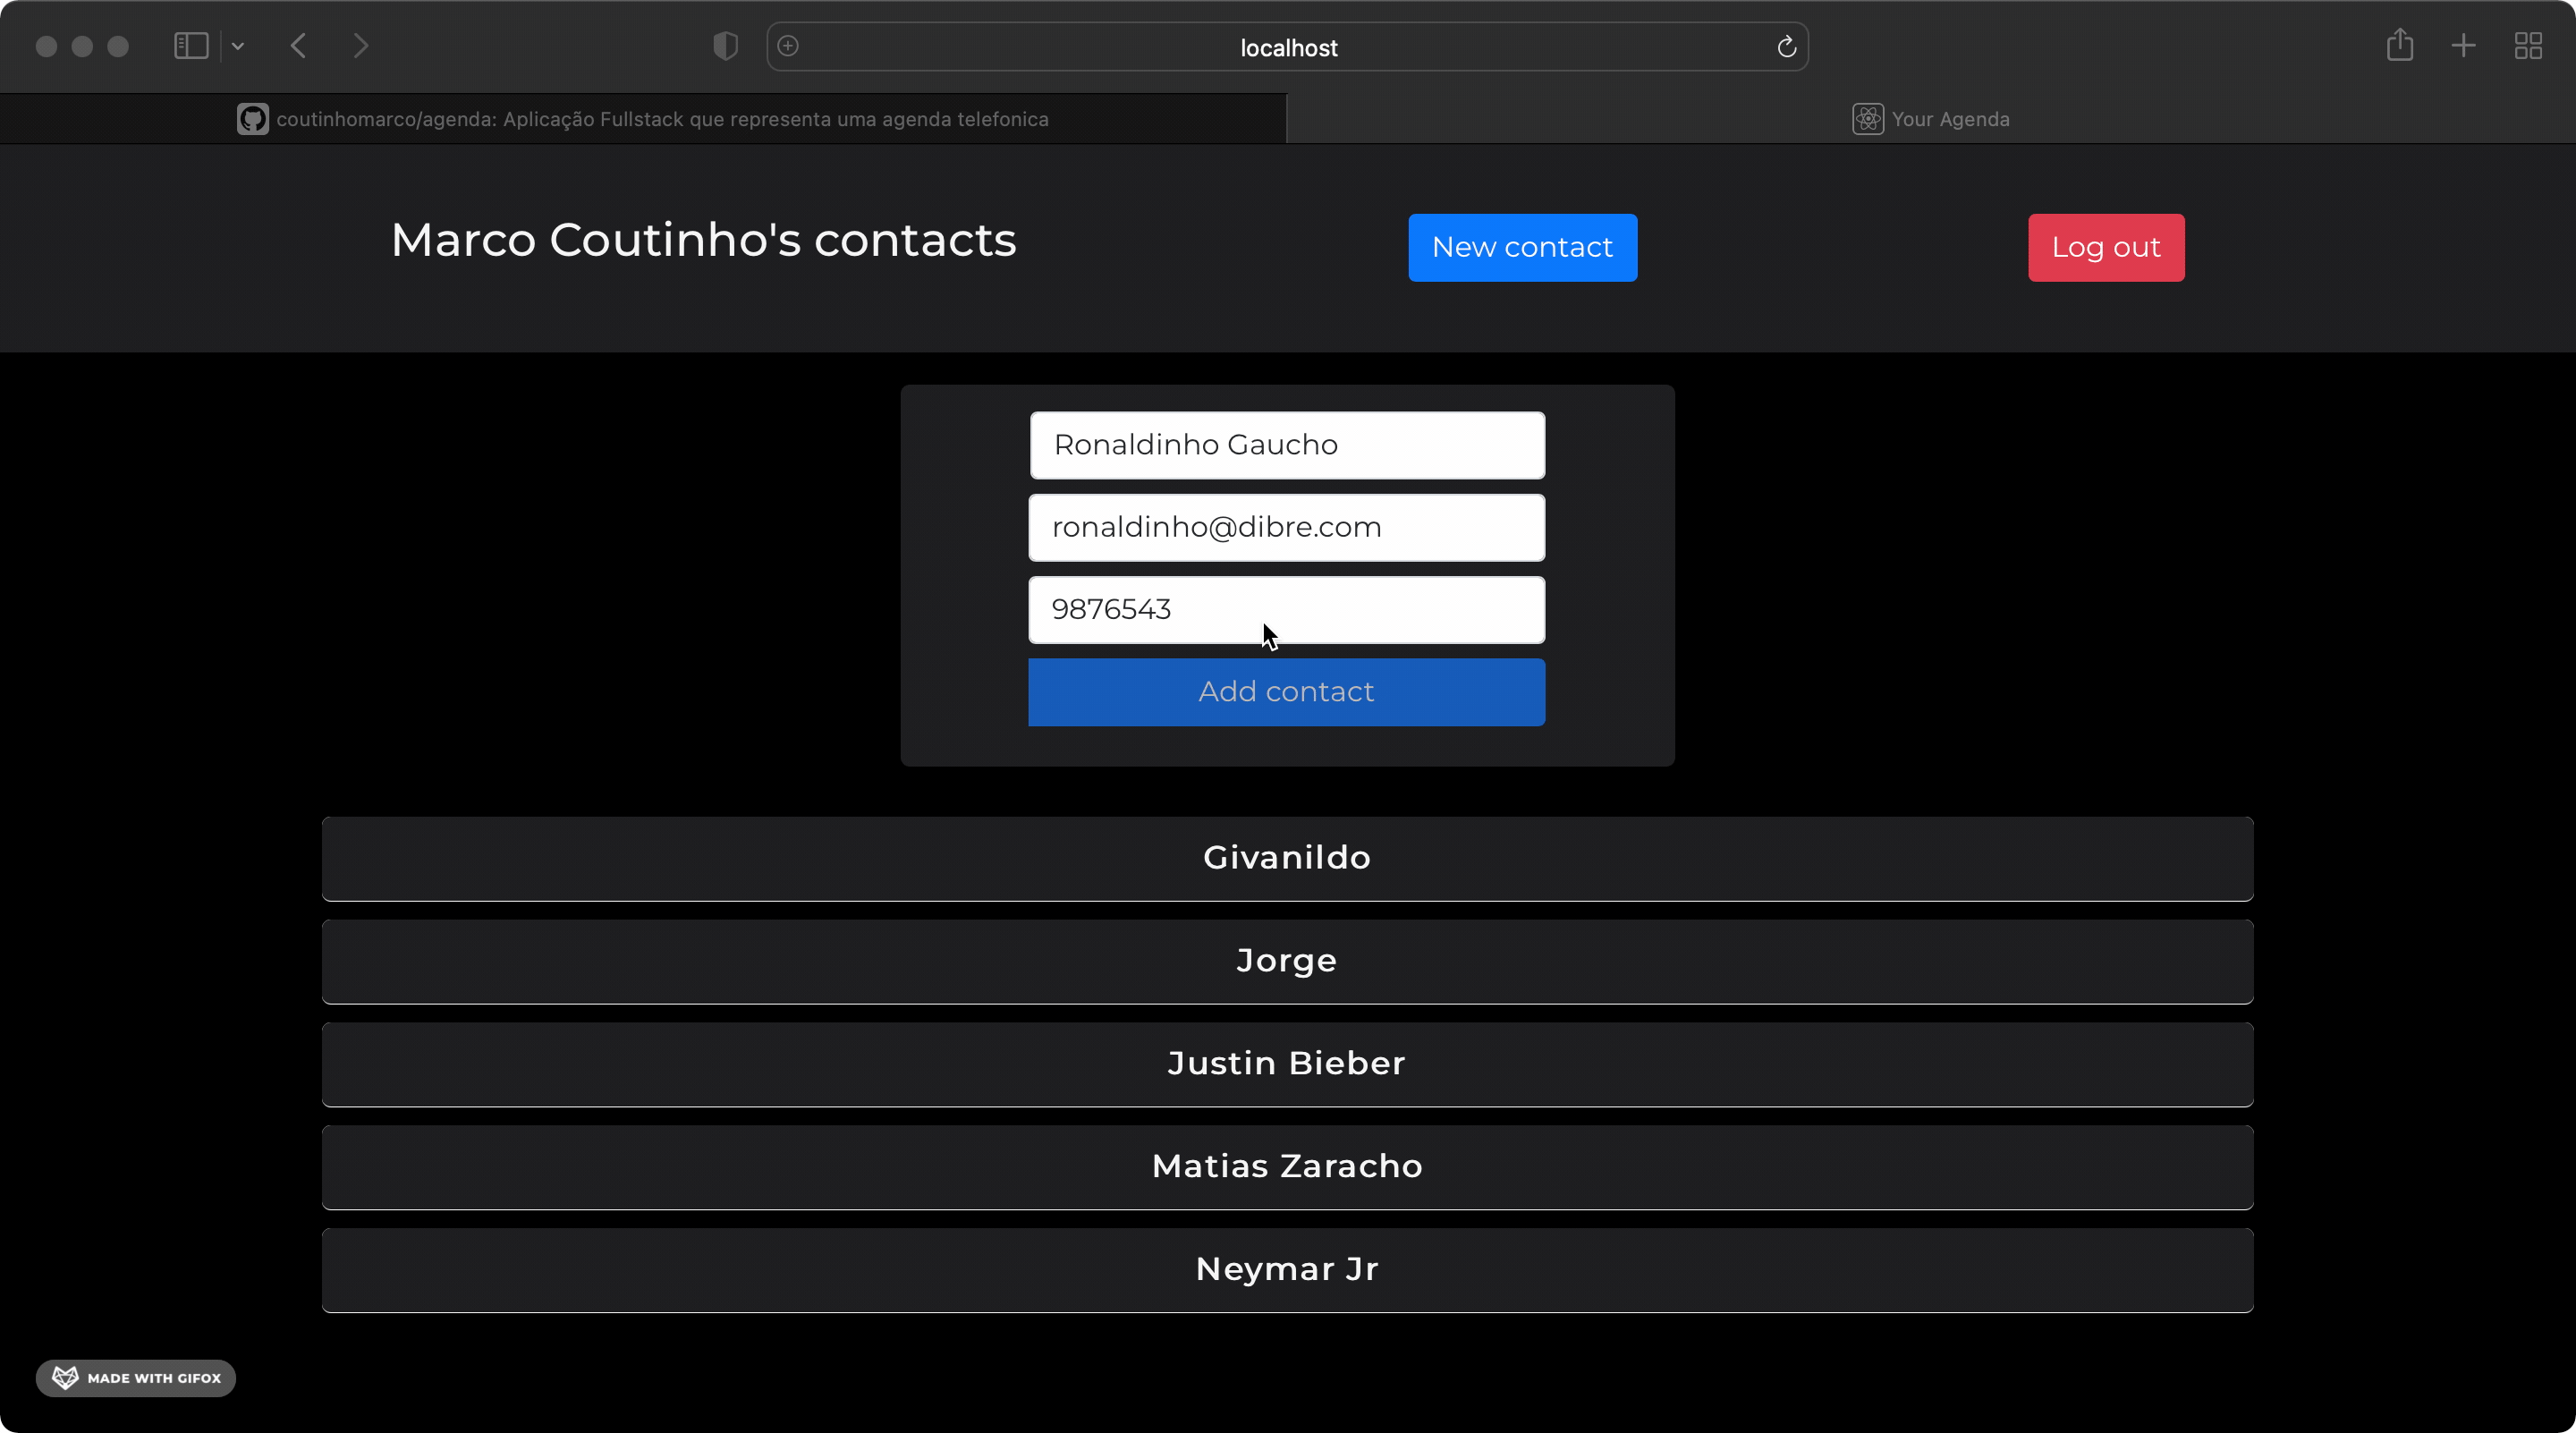 localhost
coutinhomarco/agenda: Aplicação Fullstack que representa uma agenda telefonica
Your Agenda
Marco Coutinho's contacts
New contact
Log out
Ronaldinho Gaucho
ronaldinho@dibre.com
9876543
Add contact
Givanildo
Jorge
Justin Bieber
Matias Zaracho
Neymar Jr
MADE WITH GIFOX